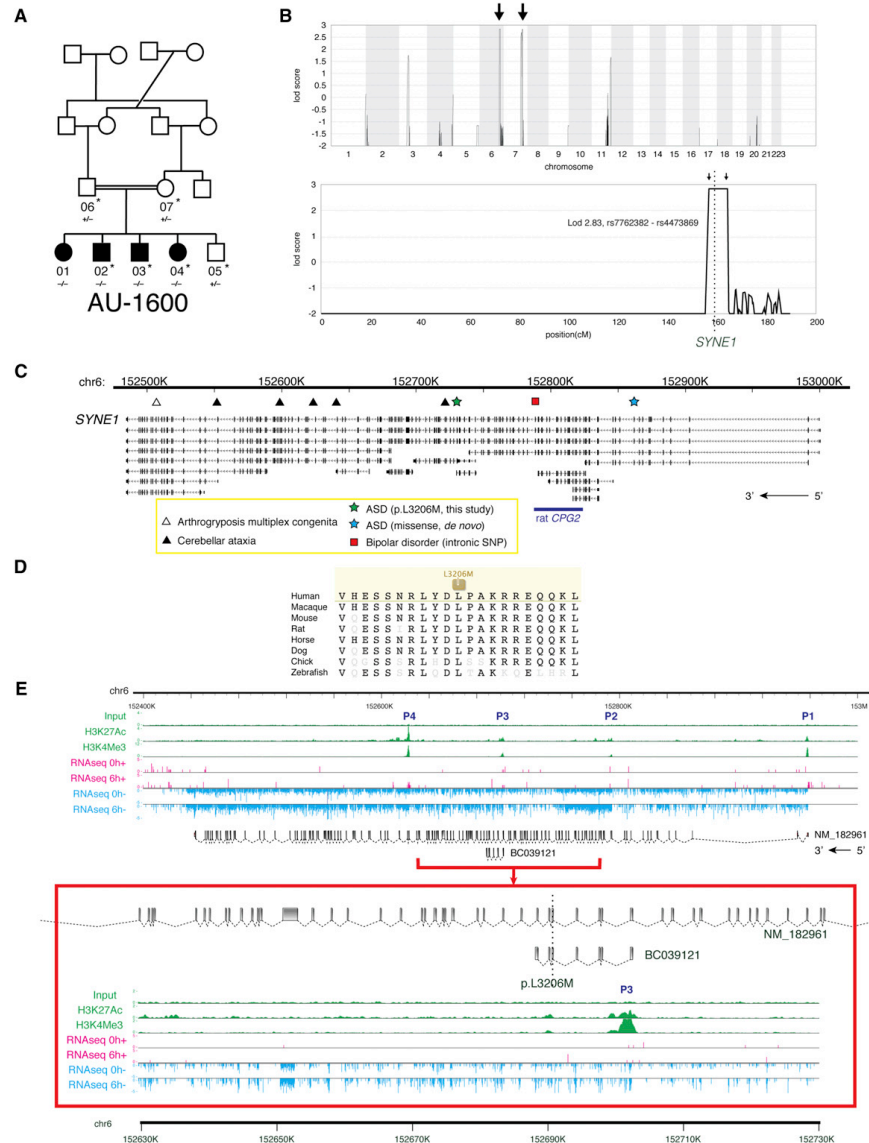 A
06 * 07 *
+/– +/–
01 02 * 03 * 04 * 05 *
–/– –/– –/– –/– +/–
AU-1600
B
lod score
3
2.5
2
1.5
1
0.5
0
-0.5
-1
-1.5
-2
1 2 3 4 5 6 7 8 9 10 11 12 13 14 15 16 17 18 19 20 21 22 23
chromosome
lod score
3
2
1
0
-1
-2
Lod 2.83, rs7762382 - rs4473869
0 20 40 60 80 100 120 140 160 180 200
position(cM)
SYNE1
C
chr6: 152500K 152600K 152700K 152800K 152900K 153000K
SYNE1
3’ 5’
rat CPG2
△ Arthrogryposis multiplex congenita
▲ Cerebellar ataxia
★ ASD (p.L3206M, this study)
★ ASD (missense, de novo)
■ Bipolar disorder (intronic SNP)
D
L3206M
Human V H E S S N R L Y D L P A K R R E Q Q K L
Macaque V H E S S N R L Y D L P A K R R E Q Q K L
Mouse V Q E S S N R L Y D L P A K R R E Q Q K L
Rat V Q E S S I R L Y D L P A K R R E Q Q K L
Horse V H E S S N R L Y D L P A K R R E Q Q K L
Dog V Q E S S N R L Y D L P A K R R E Q Q K L
Chick V Q G S S S R L H D L S S K R R E Q Q K L
Zebrafish V Q E S S S R L Q D L T A K K Q E L H K L
E
chr6
152400K 152600K 152800K 153M
Input P4 P3 P2 P1
H3K27Ac
H3K4Me3
RNAseq 0h+
RNAseq 6h+
RNAseq 0h-
RNAseq 6h-
NM_182961
BC039121
3’ 5’
NM_182961
BC039121
p.L3206M
P3
Input
H3K27Ac
H3K4Me3
RNAseq 0h+
RNAseq 6h+
RNAseq 0h-
RNAseq 6h-
chr6
152630K 152650K 152670K 152690K 152710K 152730K